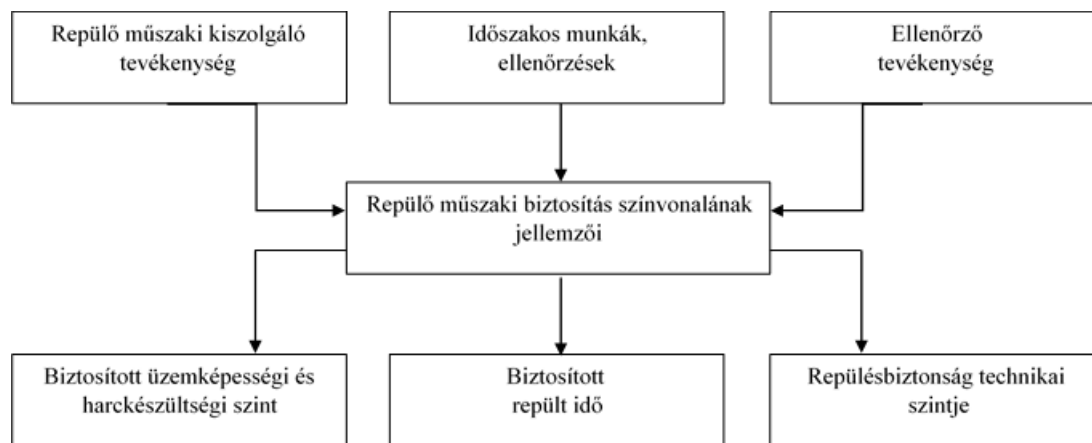 Repülő műszaki kiszolgáló
tevékenység
Időszakos munkák,
ellenőrzések
Ellenőrző
tevékenység
Repülő műszaki biztosítás színvonalának
jellemzői
Biztosított üzemképességi és
harckészültségi szint
Biztosított
repült idő
Repülésbiztonság technikai
szintje